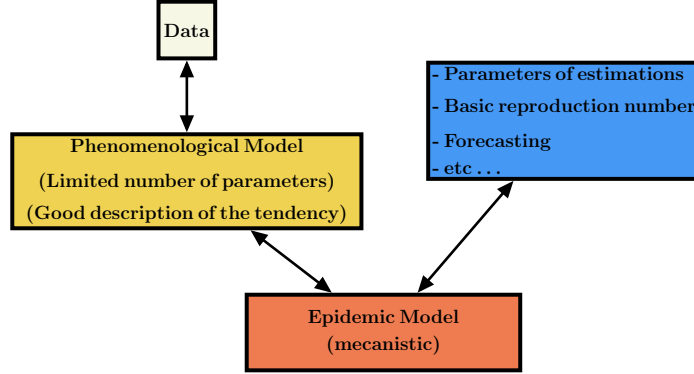 Data
Phenomenological Model
(Limited number of parameters)
(Good description of the tendency)
- Parameters of estimations
- Basic reproduction number
- Forecasting
- etc . . .
Epidemic Model
(mecanistic)